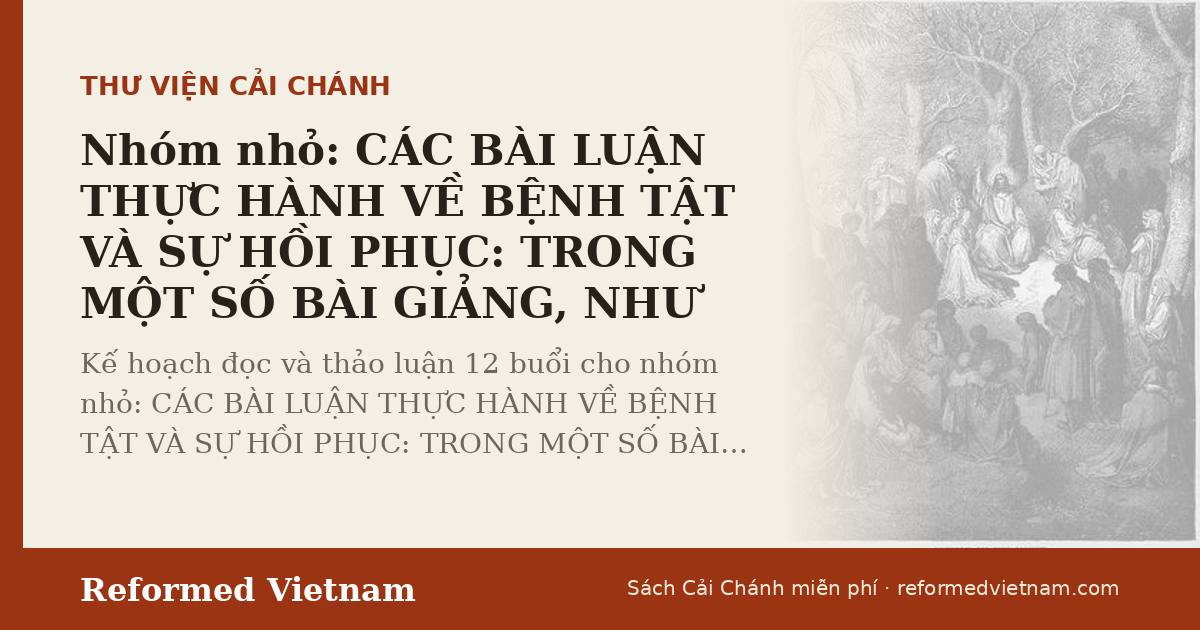 THƯ VIỆN CẢI CHÁNH
Nhóm nhỏ: CÁC BÀI LUẬN
THỰC HÀNH VỀ BỆNH TẬT
VÀ SỰ HỒI PHỤC: TRONG
MỘT SỐ BÀI GIẢNG, NHƯ
Kế hoạch đọc và thảo luận 12 buổi cho nhóm
nhỏ: CÁC BÀI LUẬN THỰC HÀNH VỀ BỆNH
TẬT VÀ SỰ HỒI PHỤC: TRONG MỘT SỐ BÀI...
Reformed Vietnam
Sách Cải Chánh miễn phí · reformedvietnam.com